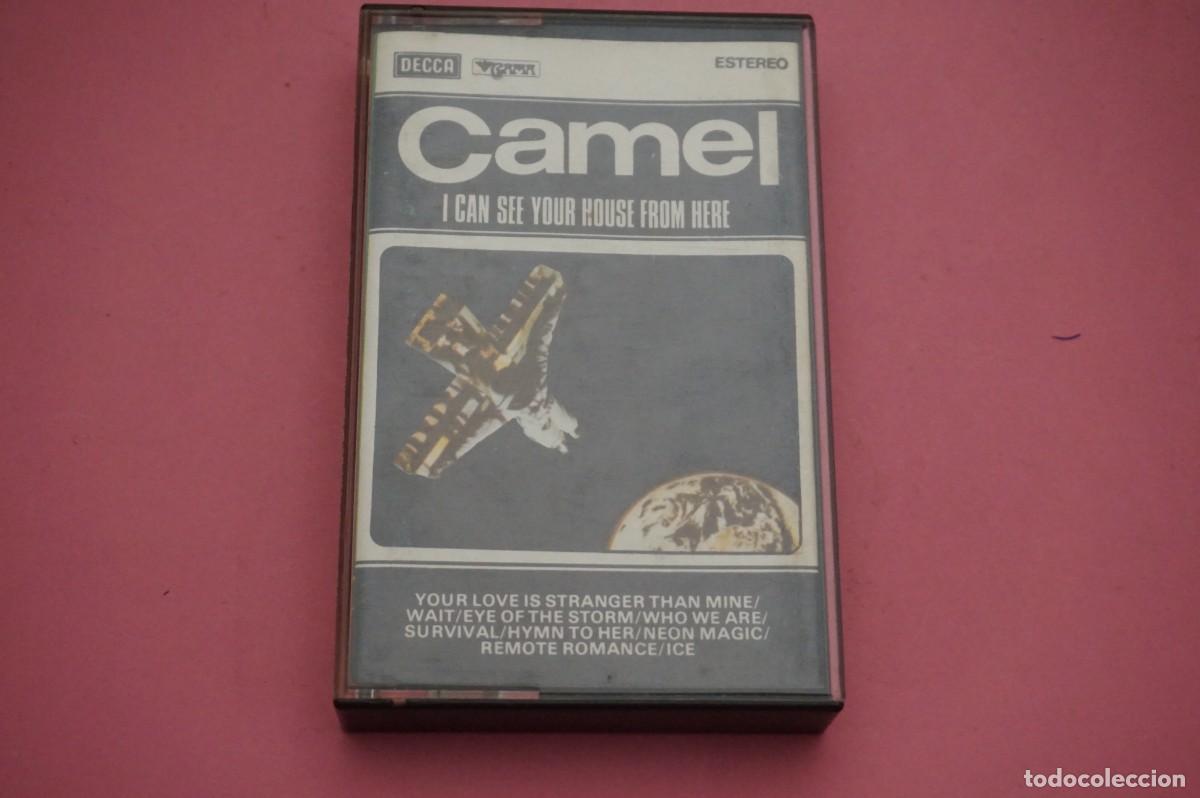 DECCA GAMA ESTEREO
Camel
I CAN SEE YOUR HOUSE FROM HERE
YOUR LOVE IS STRANGER THAN MINE/
WAIT/EYE OF THE STORM/WHO WE ARE/
SURVIVAL/HYMN TO HER/NEON MAGIC/
REMOTE ROMANCE/ICE
todocoleccion